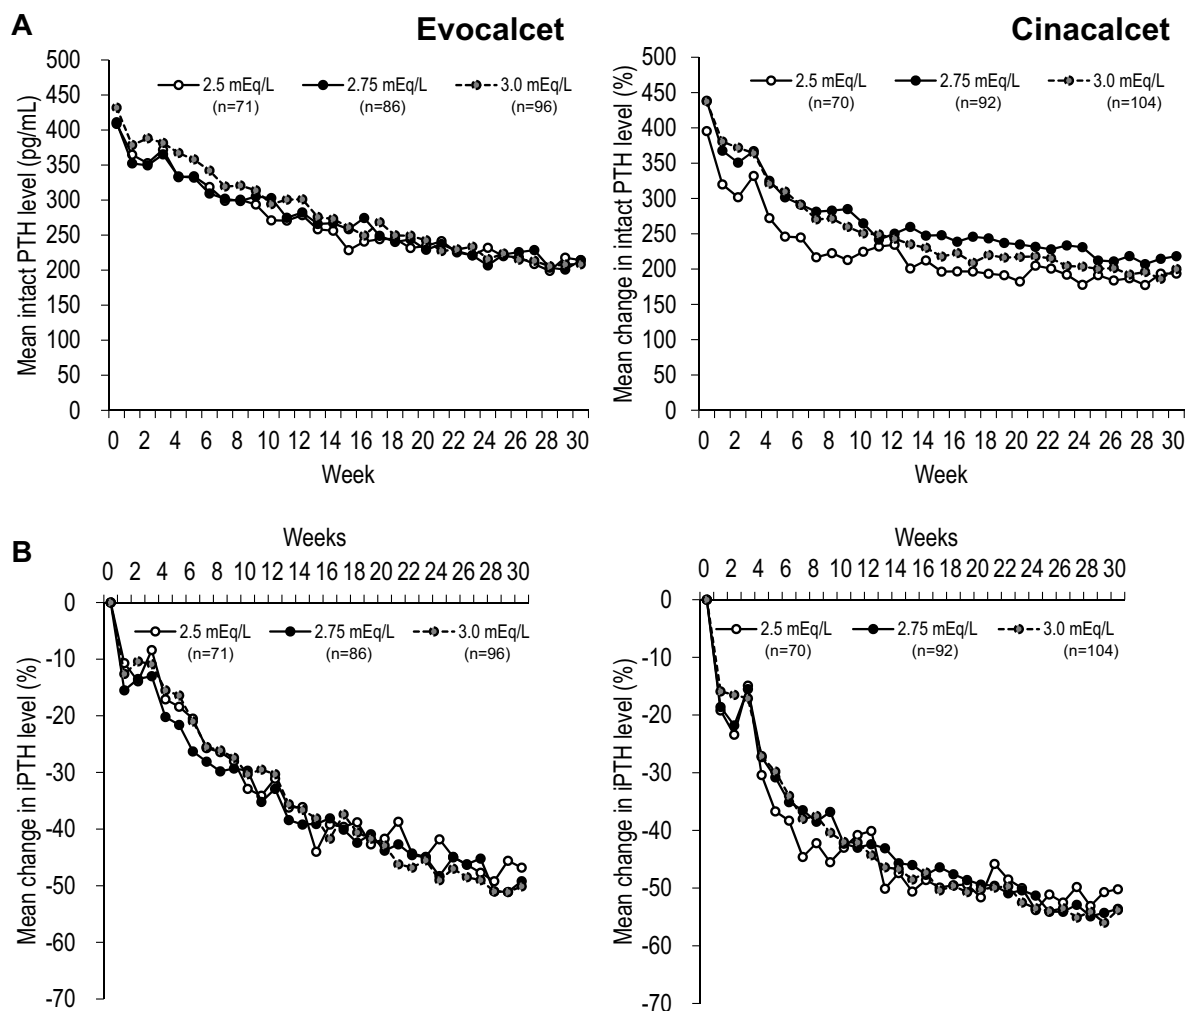 A
Evocalcet
Cinacalcet
Mean intact PTH level (pg/mL)
500
450
400
350
300
250
200
150
100
50
0
2.5 mEq/L 2.75 mEq/L 3.0 mEq/L
(n=71) (n=86) (n=96)
0 2 4 6 8 10 12 14 16 18 20 22 24 26 28 30
Week
Mean change in intact PTH level (%)
500
450
400
350
300
250
200
150
100
50
0
2.5 mEq/L 2.75 mEq/L 3.0 mEq/L
(n=70) (n=92) (n=104)
0 2 4 6 8 10 12 14 16 18 20 22 24 26 28 30
Week
B
Weeks
0 2 4 6 8 10 12 14 16 18 20 22 24 26 28 30
Mean change in iPTH level (%)
0
-10
-20
-30
-40
-50
-60
-70
2.5 mEq/L 2.75 mEq/L 3.0 mEq/L
(n=71) (n=86) (n=96)
Weeks
0 2 4 6 8 10 12 14 16 18 20 22 24 26 28 30
Mean change in iPTH level (%)
0
-10
-20
-30
-40
-50
-60
-70
2.5 mEq/L 2.75 mEq/L 3.0 mEq/L
(n=70) (n=92) (n=104)